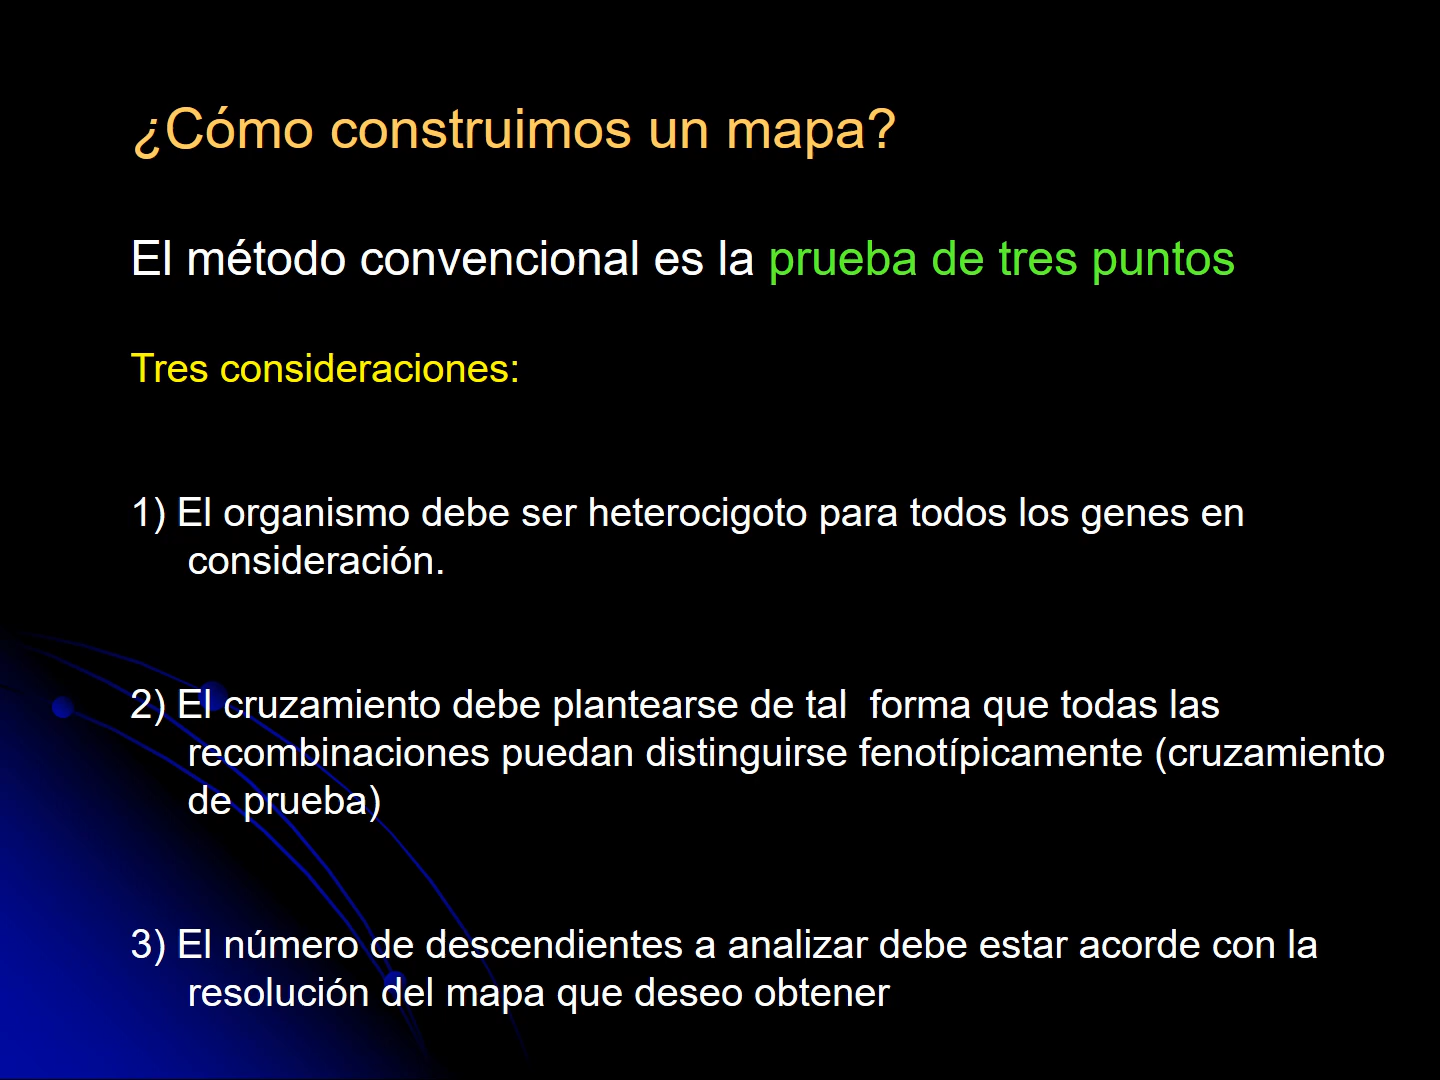 ¿Cómo construimos un mapa?
El método convencional es la prueba de tres puntos
Tres consideraciones:
1) El organismo debe ser heterocigoto para todos los genes en
consideración.
2) El cruzamiento debe plantearse de tal  forma que todas las
recombinaciones puedan distinguirse fenotípicamente (cruzamiento
de prueba)
3) El número de descendientes a analizar debe estar acorde con la
resolución del mapa que deseo obtener